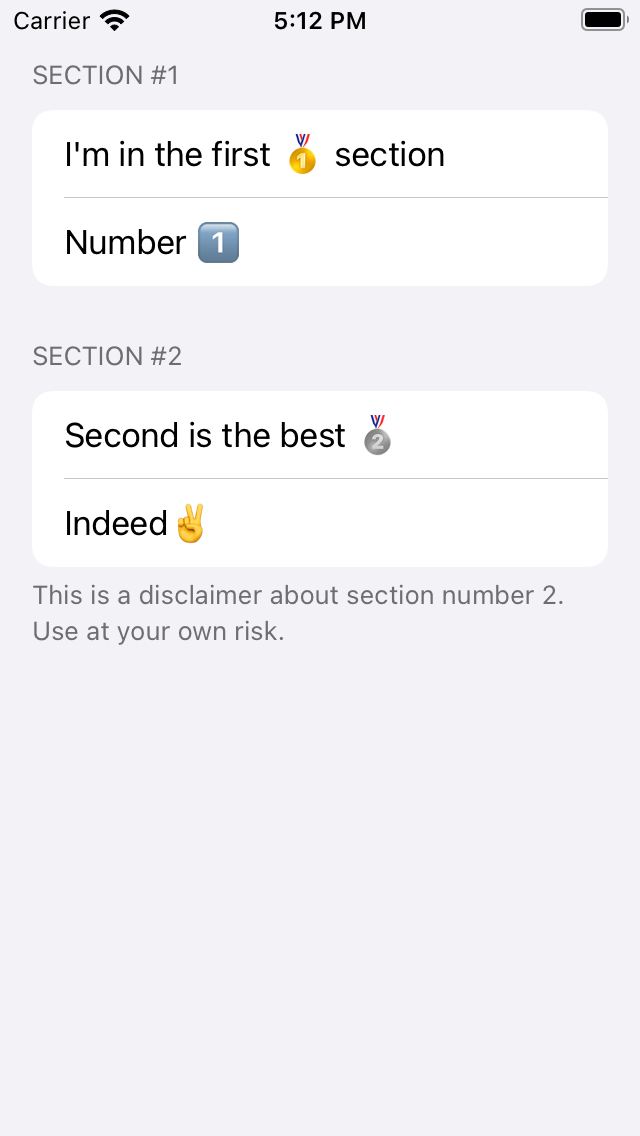 Carrier 5:12 PM
SECTION #1
I'm in the first 🥇 section
Number 1️⃣
SECTION #2
Second is the best 🥈
Indeed✌️
This is a disclaimer about section number 2.
Use at your own risk.